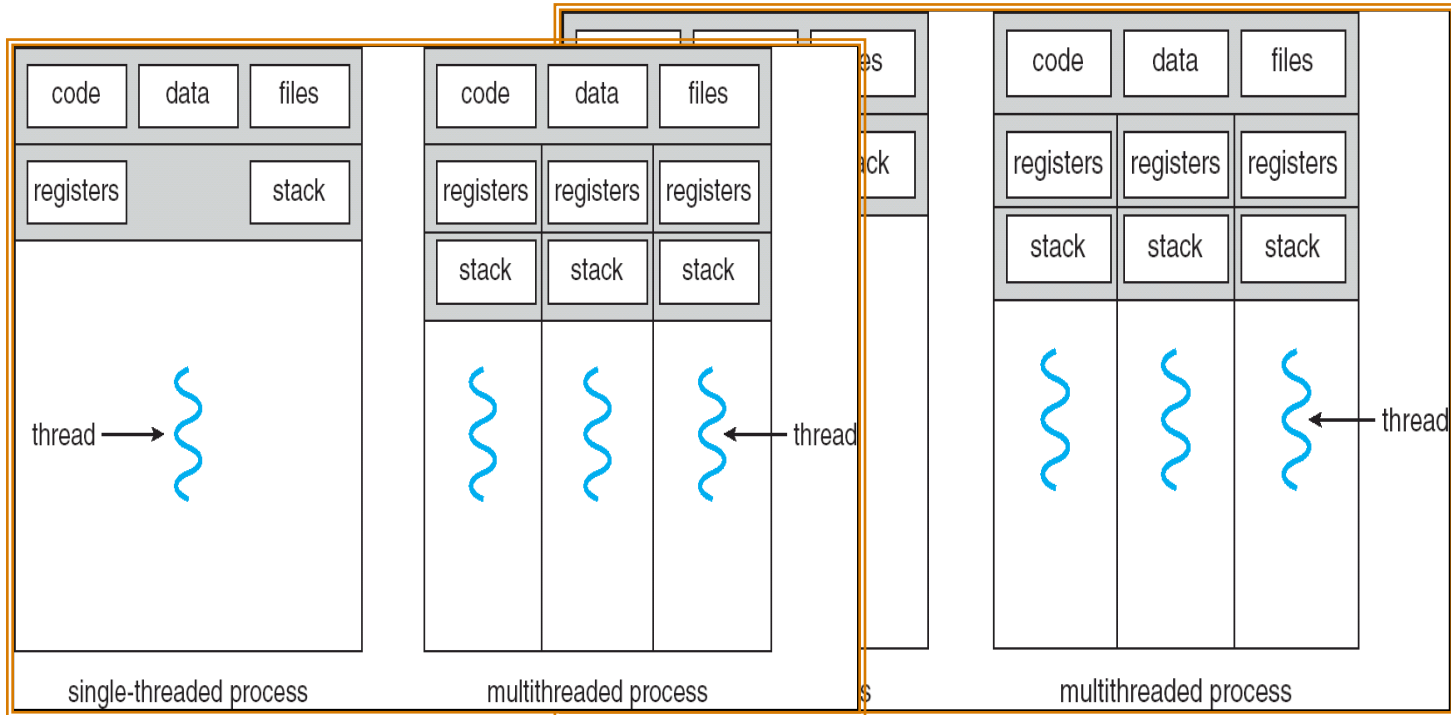 code data files
registers stack
thread
single-threaded process
code data files
registers registers registers
stack stack stack
thread
multithreaded process
code data files
registers registers registers
stack stack stack
thread
multithreaded process